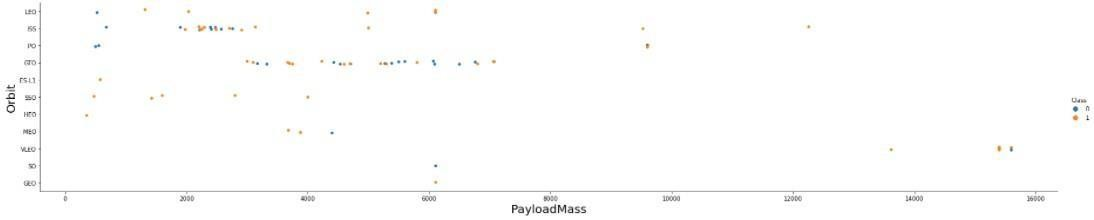 LEO
ISS
PO
GTO
ES-L1
SSO
HEO
MEO
VLEO
SO
GEO
Orbit
0 2000 4000 6000 8000 10000 12000 14000 16000
PayloadMass
Class
0
1